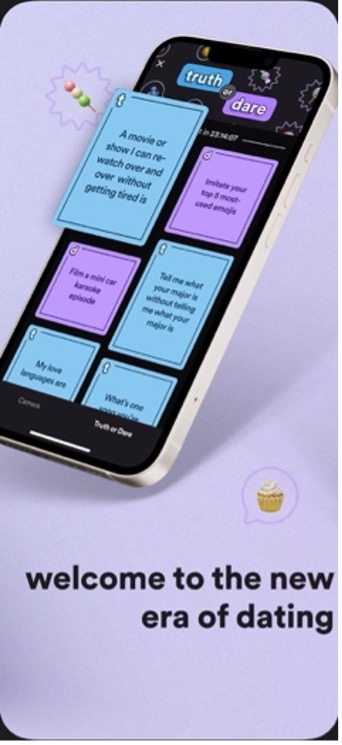 truth
or
dare
in 23:14:07
t
A movie or
show I can re-
watch over and
over without
getting tired is
d
Imitate your
top 5 most-
used emojis
d
Film a mini car
karaoke
episode
t
Tell me what
your major is
without telling
me what your
major is
t
My love
languages are
t
What's one
Camera
Truth or Dare
welcome to the new
era of dating